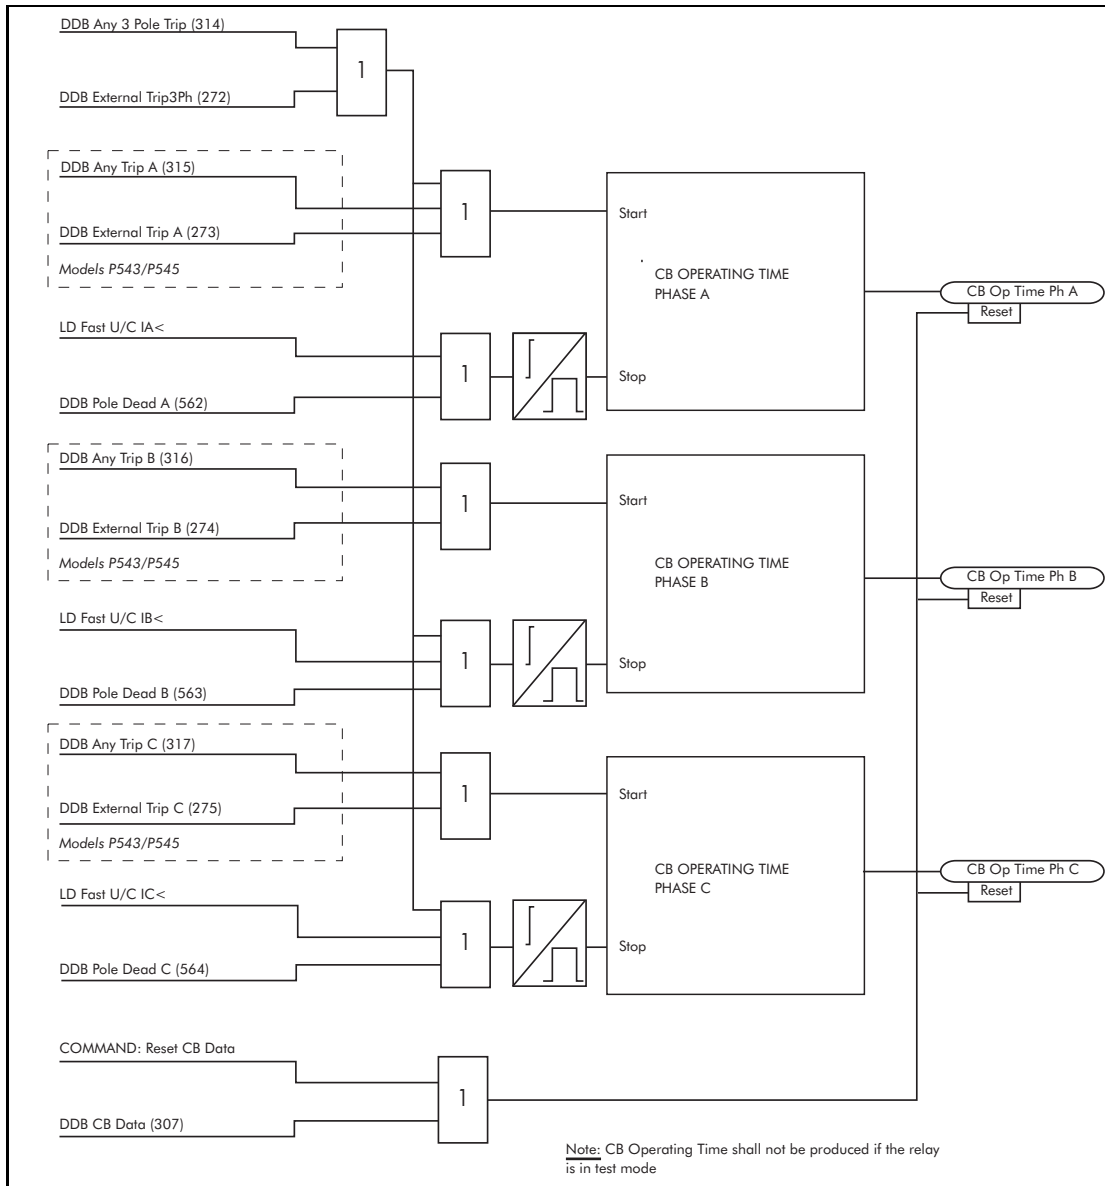 DDB Any 3 Pole Trip (314)
1
DDB External Trip3Ph (272)
DDB Any Trip A (315)
1
Start
DDB External Trip A (273)
Models P543/P545
CB OPERATING TIME
PHASE A
CB Op Time Ph A
Reset
LD Fast U/C IA<
1
Stop
DDB Pole Dead A (562)
DDB Any Trip B (316)
1
Start
DDB External Trip B (274)
Models P543/P545
CB OPERATING TIME
PHASE B
CB Op Time Ph B
Reset
LD Fast U/C IB<
1
Stop
DDB Pole Dead B (563)
DDB Any Trip C (317)
1
Start
DDB External Trip C (275)
Models P543/P545
CB OPERATING TIME
PHASE C
CB Op Time Ph C
Reset
LD Fast U/C IC<
1
Stop
DDB Pole Dead C (564)
COMMAND: Reset CB Data
1
DDB CB Data (307)
Note: CB Operating Time shall not be produced if the relay
is in test mode